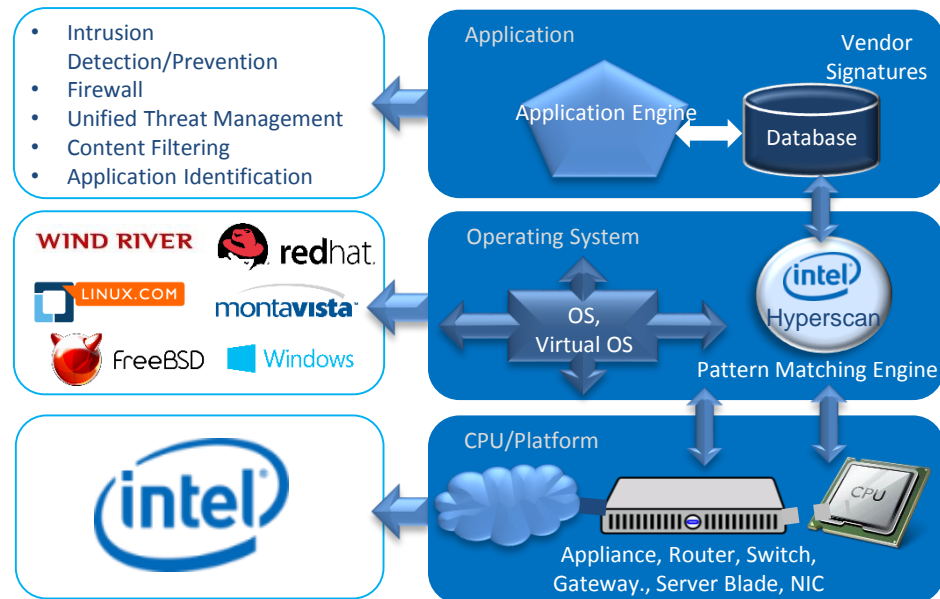 • Intrusion
Detection/Prevention
• Firewall
• Unified Threat Management
• Content Filtering
• Application Identification
Application
Vendor
Signatures
Application Engine
Database
WIND RIVER
redhat.
LINUX.COM
montavista™
FreeBSD
Windows
Operating System
OS,
Virtual OS
intel
Hyperscan
Pattern Matching Engine
intel®
CPU/Platform
CPU
Appliance, Router, Switch,
Gateway., Server Blade, NIC